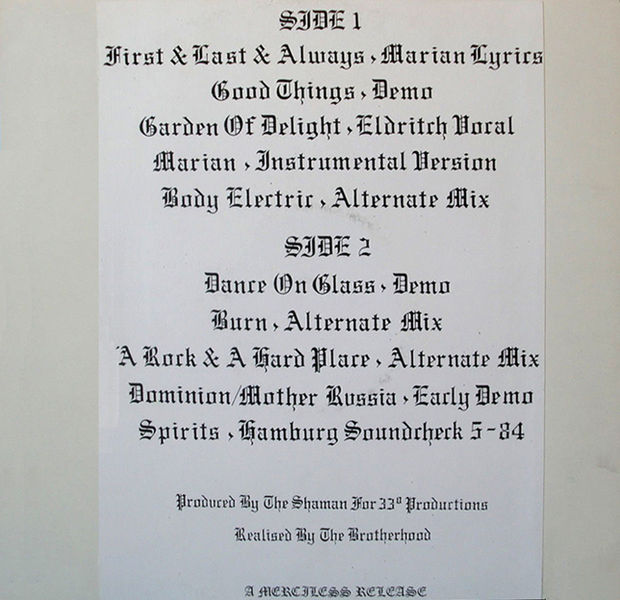 SIDE 1
First & Last & Always, Marian Lyrics
Good Things, Demo
Garden Of Delight, Eldritch Vocal
Marian, Instrumental Version
Body Electric, Alternate Mix
SIDE 2
Dance On Glass, Demo
Burn, Alternate Mix
'A Rock & A Hard Place, Alternate Mix
Dominion/Mother Russia, Early Demo
Spirits, Hamburg Soundcheck 5-84
Produced By The Shaman For 33º Productions
Realised By The Brotherhood
A MERCILESS RELEASE